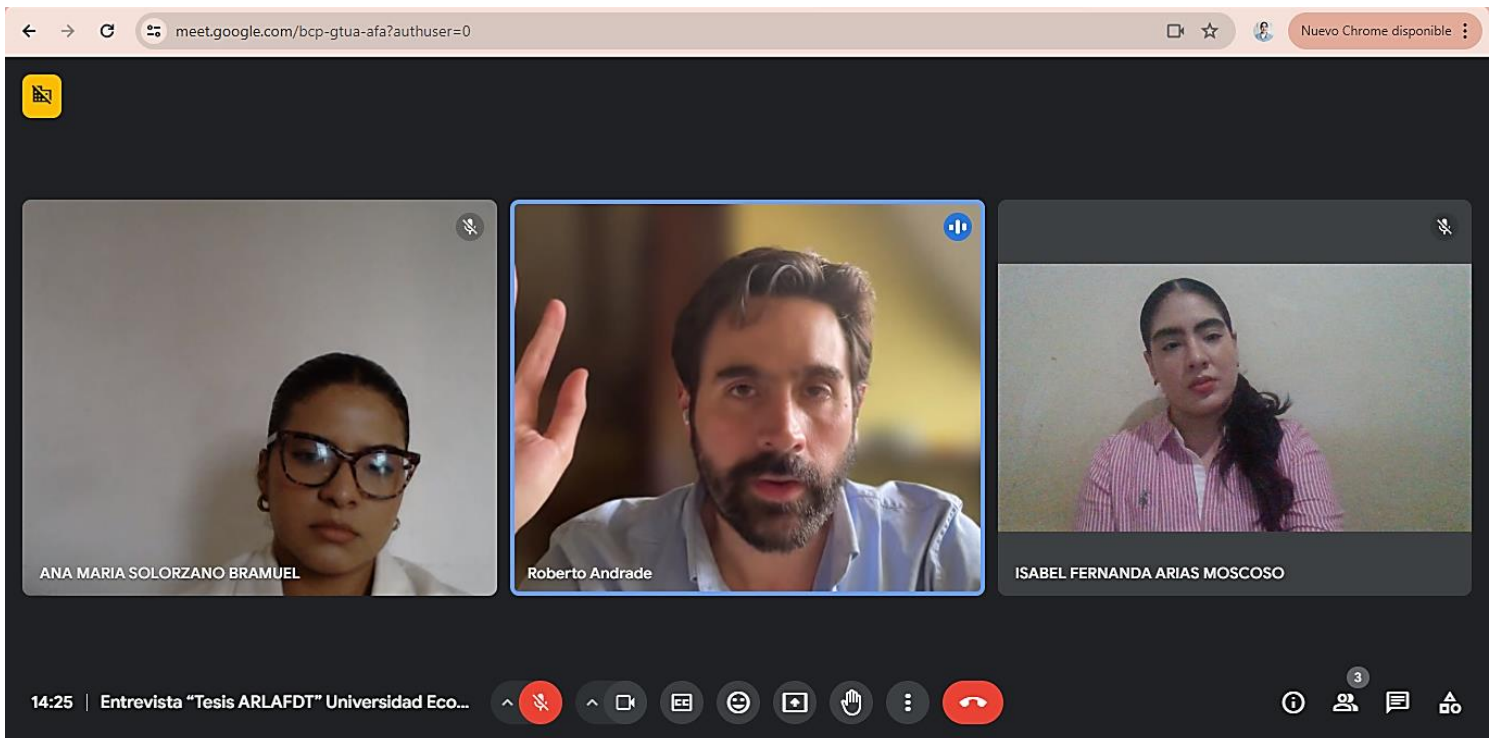 meet.google.com/bcp-gtua-afa?authuser=0
Nuevo Chrome disponible
ANA MARIA SOLORZANO BRAMUEL
Roberto Andrade
ISABEL FERNANDA ARIAS MOSCOSO
14:25 | Entrevista “Tesis ARLAFDT” Universidad Eco...
CC
3